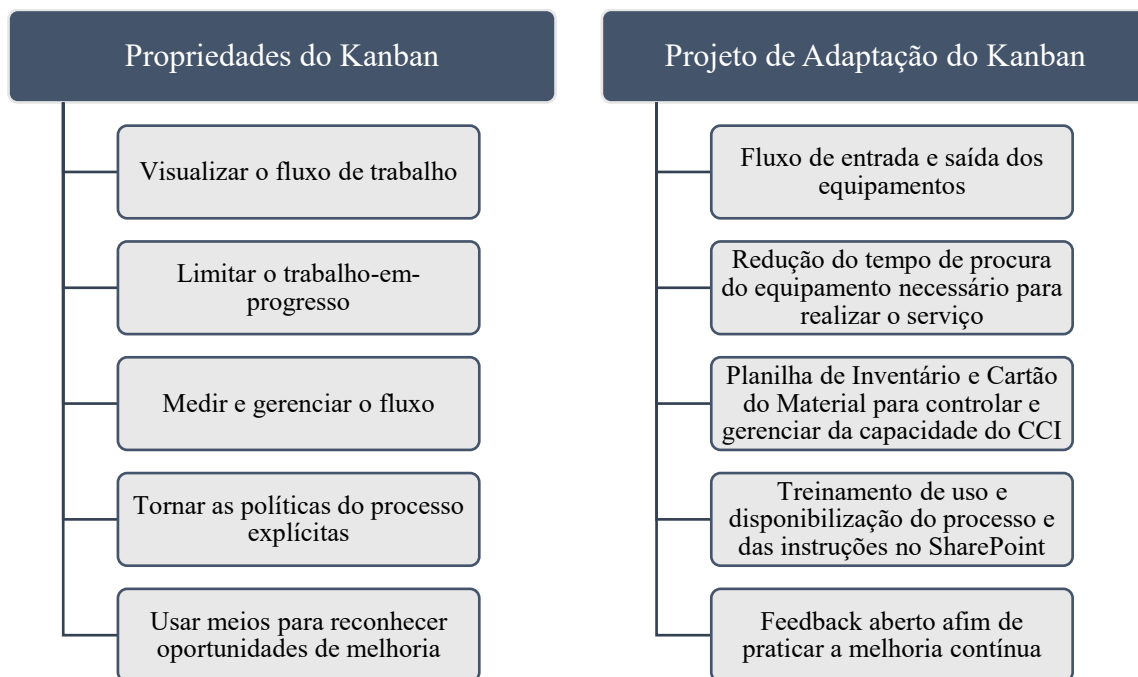 Propriedades do Kanban
Visualizar o fluxo de trabalho
Limitar o trabalho-em-
progresso
Medir e gerenciar o fluxo
Tornar as políticas do processo
explícitas
Usar meios para reconhecer
oportunidades de melhoria
Projeto de Adaptação do Kanban
Fluxo de entrada e saída dos
equipamentos
Redução do tempo de procura
do equipamento necessário para
realizar o serviço
Planilha de Inventário e Cartão
do Material para controlar e
gerenciar da capacidade do CCI
Treinamento de uso e
disponibilização do processo e
das instruções no SharePoint
Feedback aberto afim de
praticar a melhoria contínua